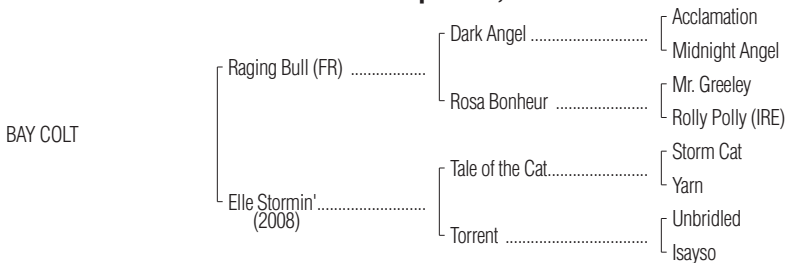 Acclamation
Dark Angel ..............................
Midnight Angel
Raging Bull (FR) ...................
Mr. Greeley
Rosa Bonheur .......................
Rolly Polly (IRE)
BAY COLT
Storm Cat
Tale of the Cat.........................
Yarn
Elle Stormin'............................
(2008)
Unbridled
Torrent ....................................
Isayso